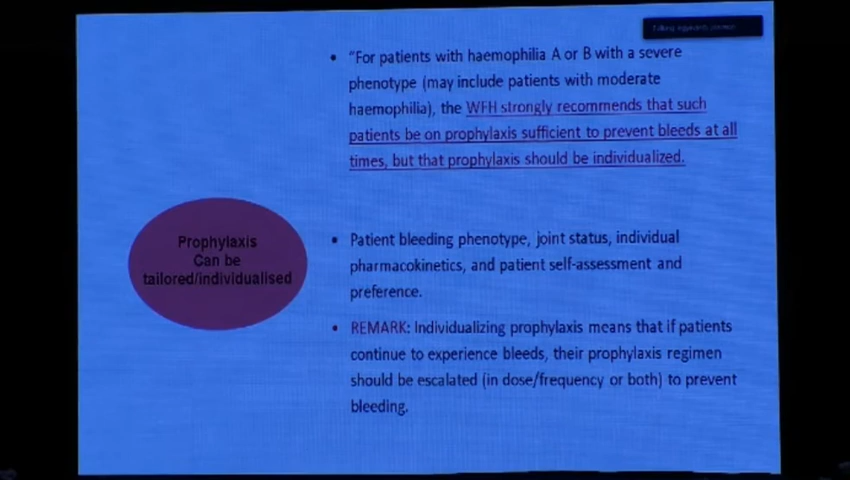 • "For patients with haemophilia A or B with a severe
phenotype (may include patients with moderate
haemophilia), the WFH strongly recommends that such
patients be on prophylaxis sufficient to prevent bleeds at all
times, but that prophylaxis should be individualized.
Prophylaxis
Can be
tailored/individualised
• Patient bleeding phenotype, joint status, individual
pharmacokinetics, and patient self-assessment and
preference.
• REMARK: Individualizing prophylaxis means that if patients
continue to experience bleeds, their prophylaxis regimen
should be escalated (in dose/frequency or both) to prevent
bleeding.